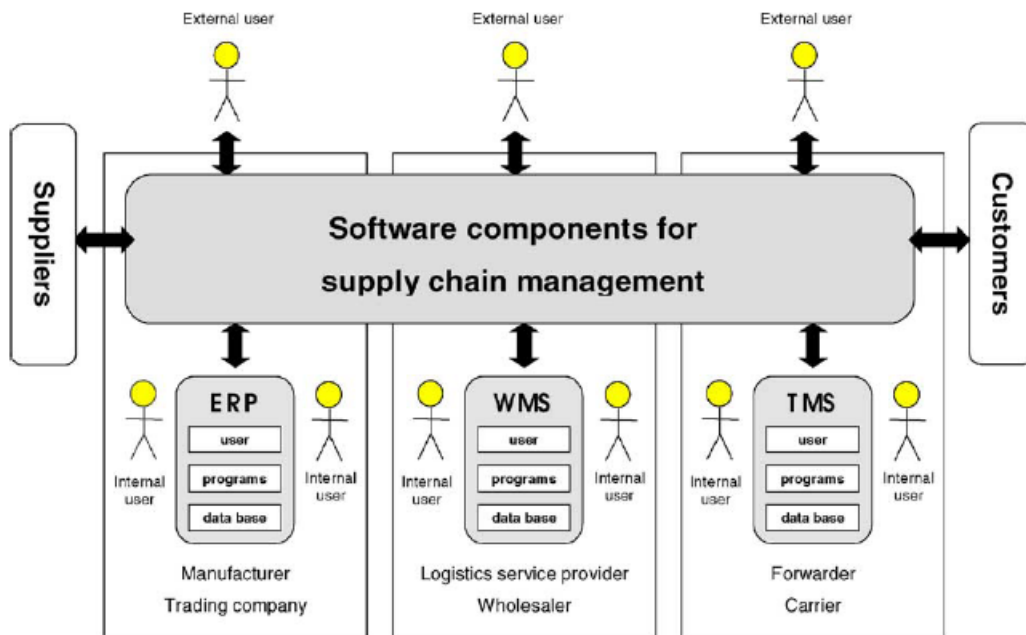 External user
External user
External user
Suppliers
Customers
Software components for
supply chain management
ERP
user
programs
data base
Internal
user
Internal
user
WMS
user
programs
data base
Internal
user
Internal
user
TMS
user
programs
data base
Internal
user
Internal
user
Manufacturer
Trading company
Logistics service provider
Wholesaler
Forwarder
Carrier